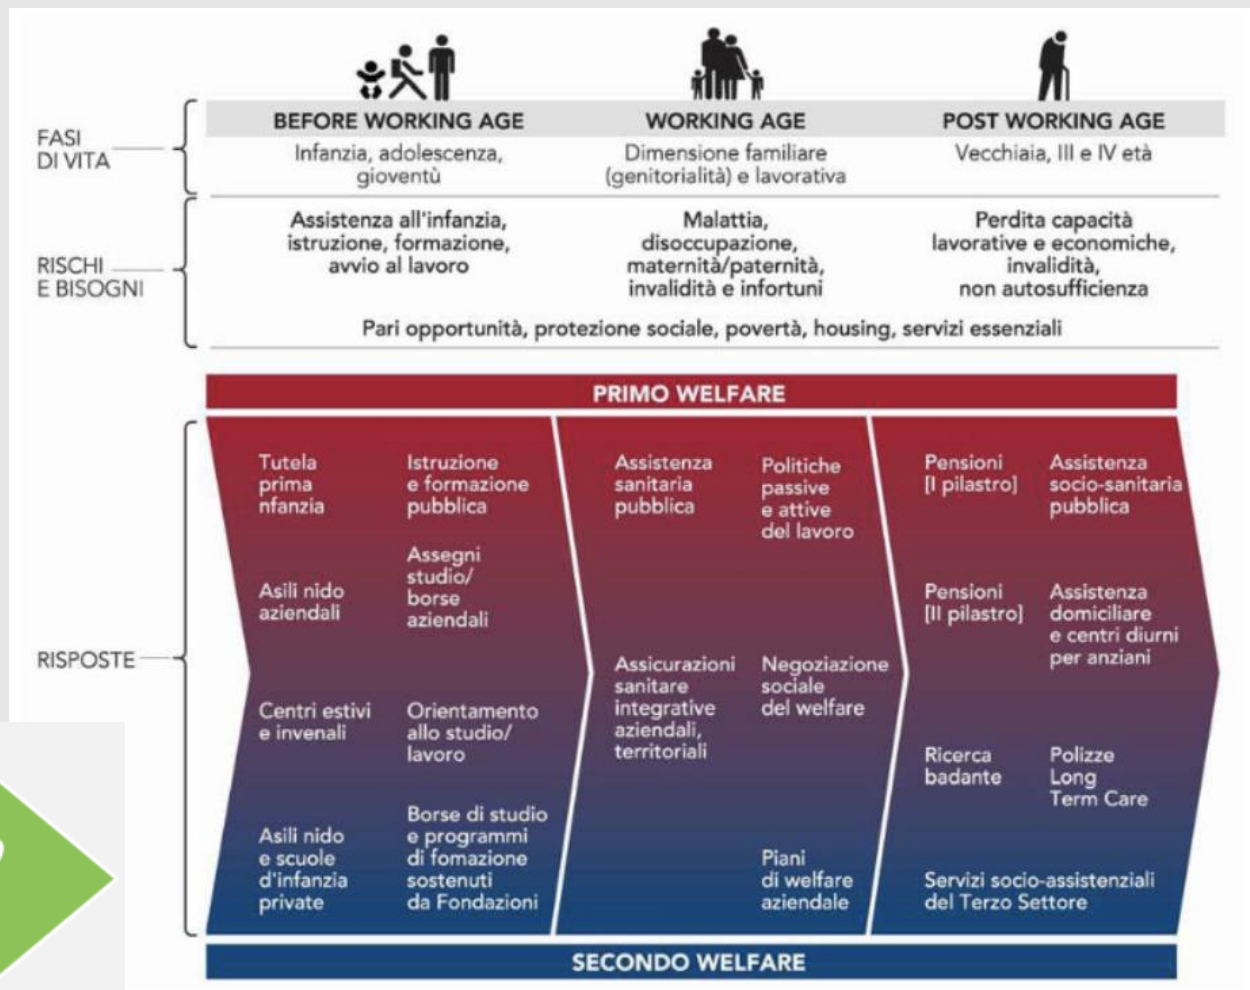 BEFORE WORKING AGE
WORKING AGE
POST WORKING AGE
FASI
DI VITA
Infanzia, adolescenza,
gioventù
Dimensione familiare
(genitorialità) e lavorativa
Vecchiaia, III e IV età
RISCHI
E BISOGNI
Assistenza all'infanzia,
istruzione, formazione,
avvio al lavoro
Malattia,
disoccupazione,
maternità/paternità,
invalidità e infortuni
Perdita capacità
lavorative e economiche,
invalidità,
non autosufficienza
Pari opportunità, protezione sociale, povertà, housing, servizi essenziali
PRIMO WELFARE
RISPOSTE
Tutela
prima
nfanzia
Istruzione
e formazione
pubblica
Asili nido
aziendali
Assegni
studio/
borse
aziendali
Centri estivi
e invenali
Orientamento
allo studio/
lavoro
Asili nido
e scuole
d'infanzia
private
Borse di studio
e programmi
di fomazione
sostenuti
da Fondazioni
Assistenza
sanitaria
pubblica
Politiche
passive
e attive
del lavoro
Assicurazioni
sanitare
integrative
aziendali,
territoriali
Negoziazione
sociale
del welfare
Piani
di welfare
aziendale
Pensioni
[I pilastro]
Assistenza
socio-sanitaria
pubblica
Pensioni
[II pilastro]
Assistenza
domiciliare
e centri diurni
per anziani
Ricerca
badante
Polizze
Long
Term Care
Servizi socio-assistenziali
del Terzo Settore
SECONDO WELFARE